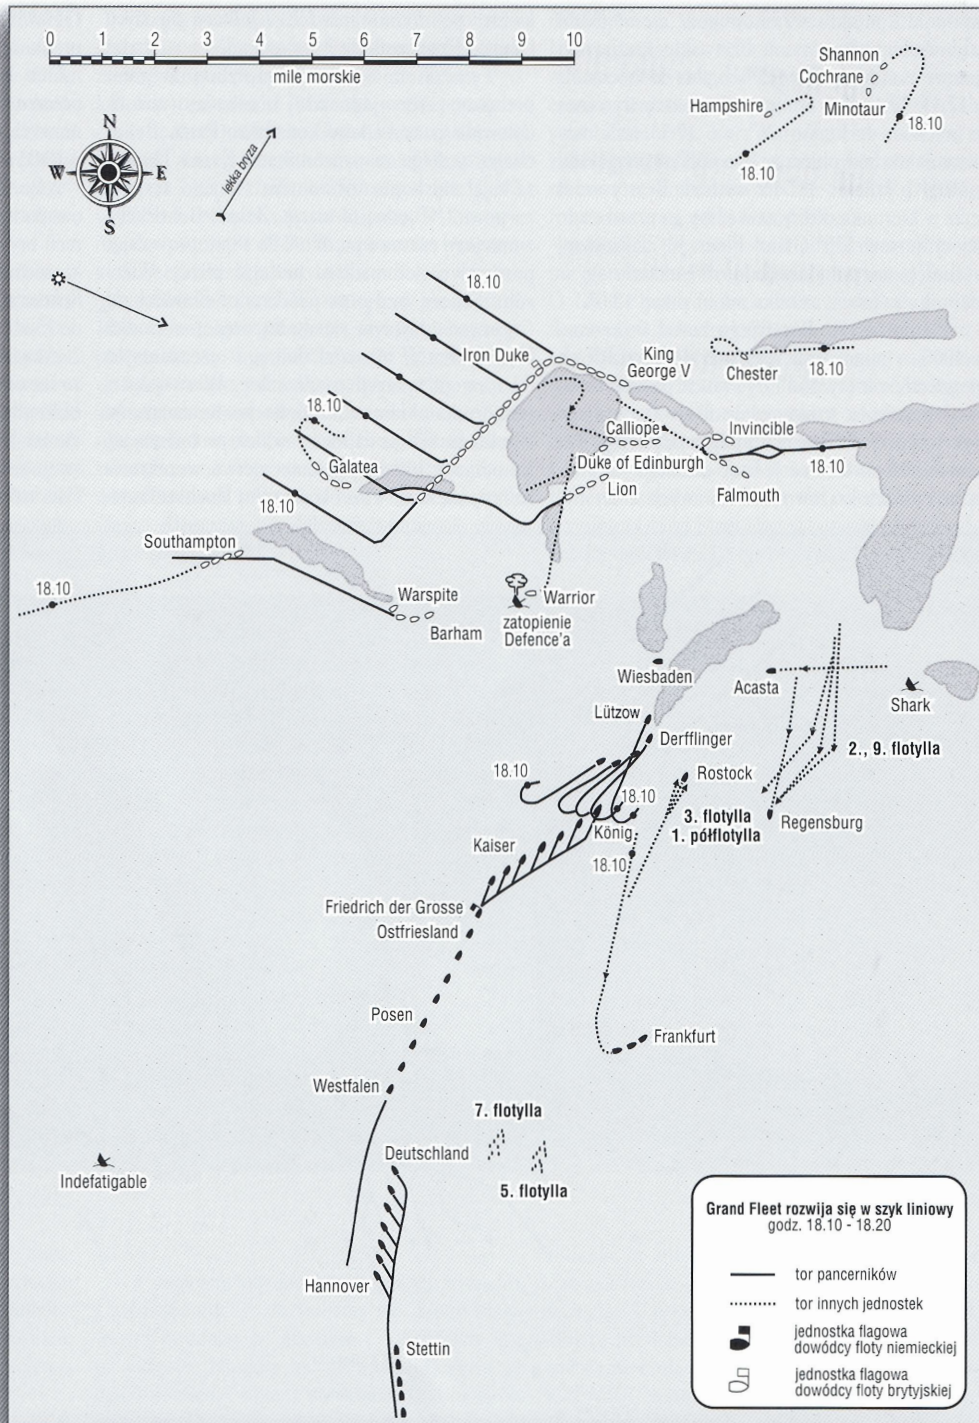 0 1 2 3 4 5 6 7 8 9 10
mile morskie
N
W E
S
lekka bryza
Shannon
Cochrane
Minotaur
Hampshire
18.10
18.10
18.10
Iron Duke
King
George V
Chester
18.10
18.10
Galatea
Calliope
Invincible
Duke of Edinburgh
18.10
Lion
Falmouth
18.10
Southampton
18.10
Warspite
Barham
Warrior
zatopienie
Defence'a
Wiesbaden
Acasta
Shark
Lützow
Derfflinger
2., 9. flotylla
18.10
Rostock
18.10
3. flotylla
1. półflotylla
Regensburg
König
Kaiser
18.10
Friedrich der Grosse
Ostfriesland
Posen
Frankfurt
Westfalen
7. flotylla
Deutschland
5. flotylla
Indefatigable
Hannover
Stettin
Grand Fleet rozwija się w szyk liniowy
godz. 18.10 - 18.20
tor pancerników
tor innych jednostek
jednostka flagowa
dowódcy floty niemieckiej
jednostka flagowa
dowódcy floty brytyjskiej